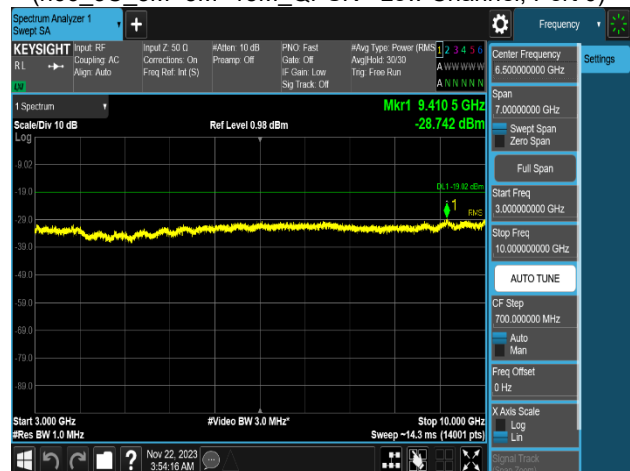 Spectrum Analyzer 1
Swept SA
Frequency
KEYSIGHT
RL
LW
Input: RF
Coupling: AC
Align: Auto
Input Z: 50 Ω
Corrections: On
Freq Ref: Int (S)
#Atten: 10 dB
Preamp: Off
PNO: Fast
Gate: Off
IF Gain: Low
Sig Track: Off
#Avg Type: Power (RMS
Avg|Hold: 30/30
Trig: Free Run
1 2 3 4 5 6
A W W W W W
A N N N N N
1 Spectrum
Mkr1 9.410 5 GHz
-28.742 dBm
Scale/Div 10 dB
Ref Level 0.98 dBm
Log
-9.02
-19.0
-29.0
-39.0
-49.0
-59.0
-69.0
-79.0
-89.0
DL1 -19.02 dBm
1
RMS
Start 3.000 GHz
#Video BW 3.0 MHz*
Stop 10.000 GHz
#Res BW 1.0 MHz
Sweep ~14.3 ms (14001 pts)
Center Frequency
6.500000000 GHz
Settings
Span
7.00000000 GHz
Swept Span
Zero Span
Full Span
Start Freq
3.000000000 GHz
Stop Freq
10.000000000 GHz
AUTO TUNE
CF Step
700.000000 MHz
Auto
Man
Freq Offset
0 Hz
X Axis Scale
Log
Lin
Signal Track
(Span Zoom)
?
Nov 22, 2023
3:54:16 AM